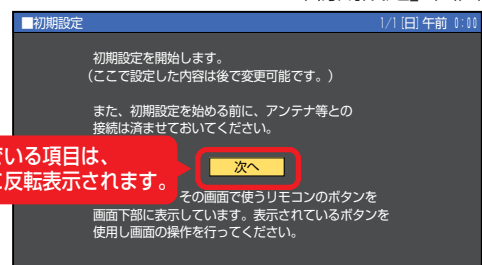 ■初期設定 1/1 [日] 午前 0:00
初期設定を開始します。
（ここで設定した内容は後で変更可能です。）
また、初期設定を始める前に、アンテナ等との
接続は済ませておいてください。
いる項目は、
反転表示されます。
次へ
その画面で使うリモコンのボタンを
画面下部に表示しています。表示されているボタンを
使用し画面の操作を行ってください。